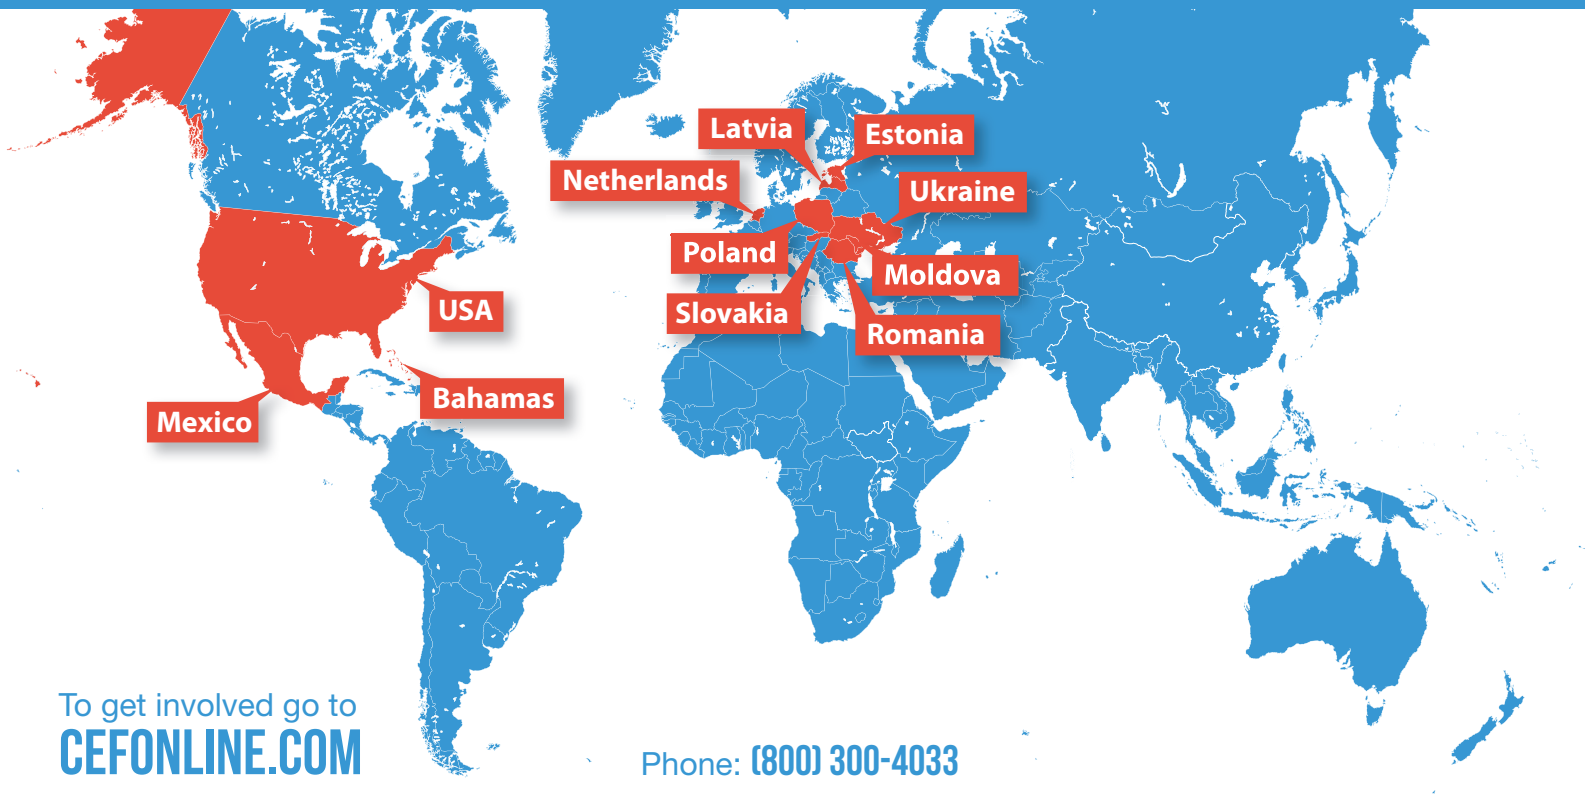 Latvia
Estonia
Netherlands
Ukraine
Poland
Moldova
Slovakia
USA
Romania
Bahamas
Mexico
To get involved go to
CEFONLINE.COM
Phone: (800) 300-4033